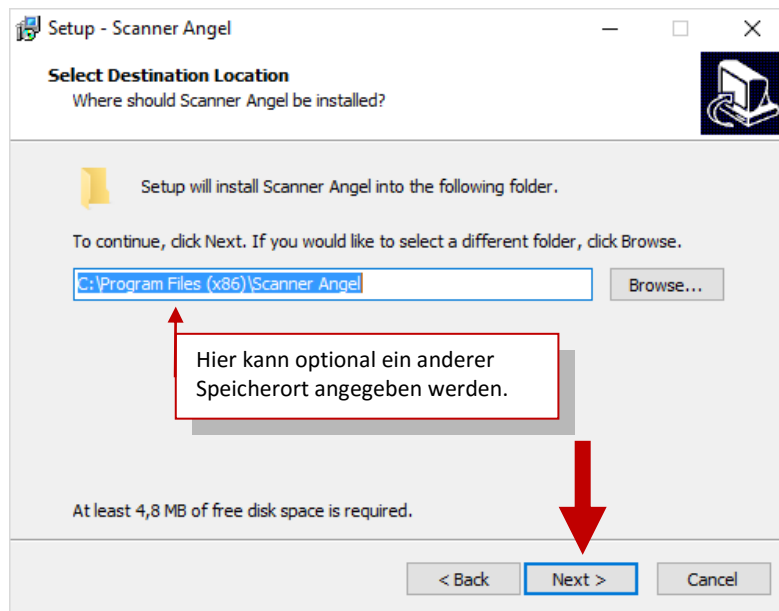 Setup - Scanner Angel
Select Destination Location
Where should Scanner Angel be installed?
Setup will install Scanner Angel into the following folder.
To continue, click Next. If you would like to select a different folder, click Browse.
C:\Program Files (x86)\Scanner Angel
Browse...
Hier kann optional ein anderer
Speicherort angegeben werden.
At least 4,8 MB of free disk space is required.
< Back
Next >
Cancel